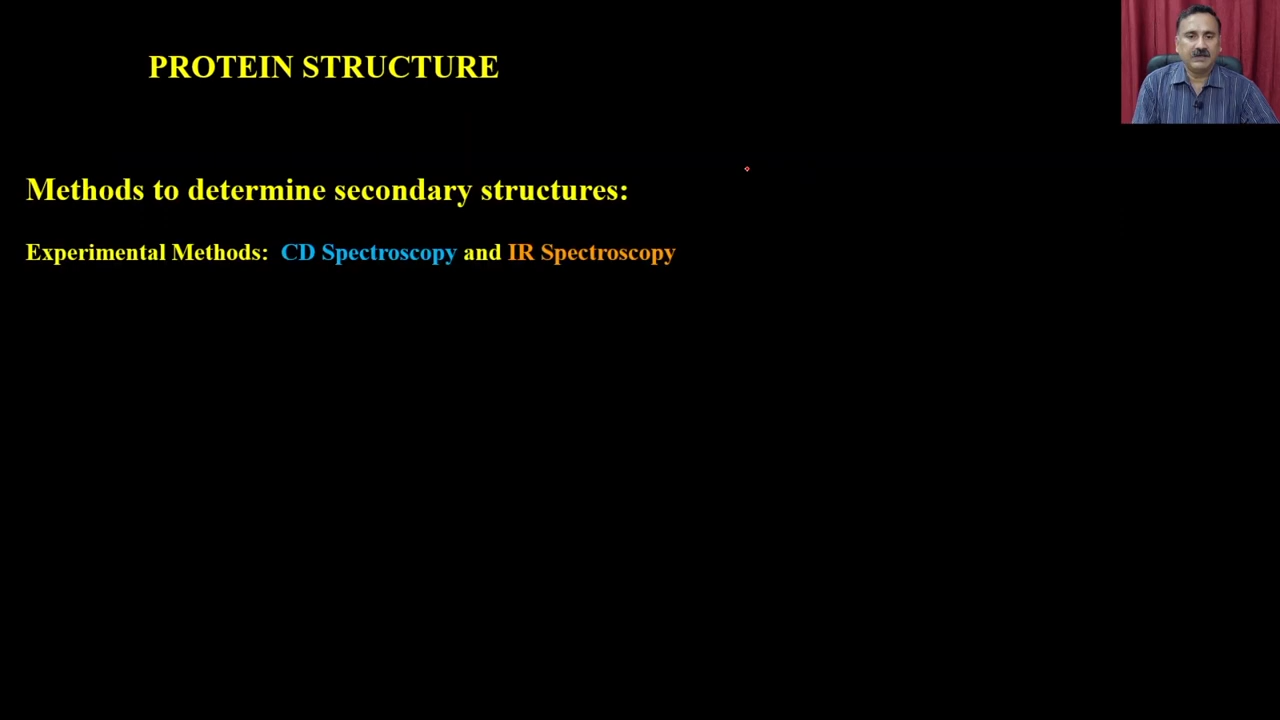 PROTEIN STRUCTURE
Methods to determine secondary structures:
Experimental Methods: CD Spectroscopy and IR Spectroscopy